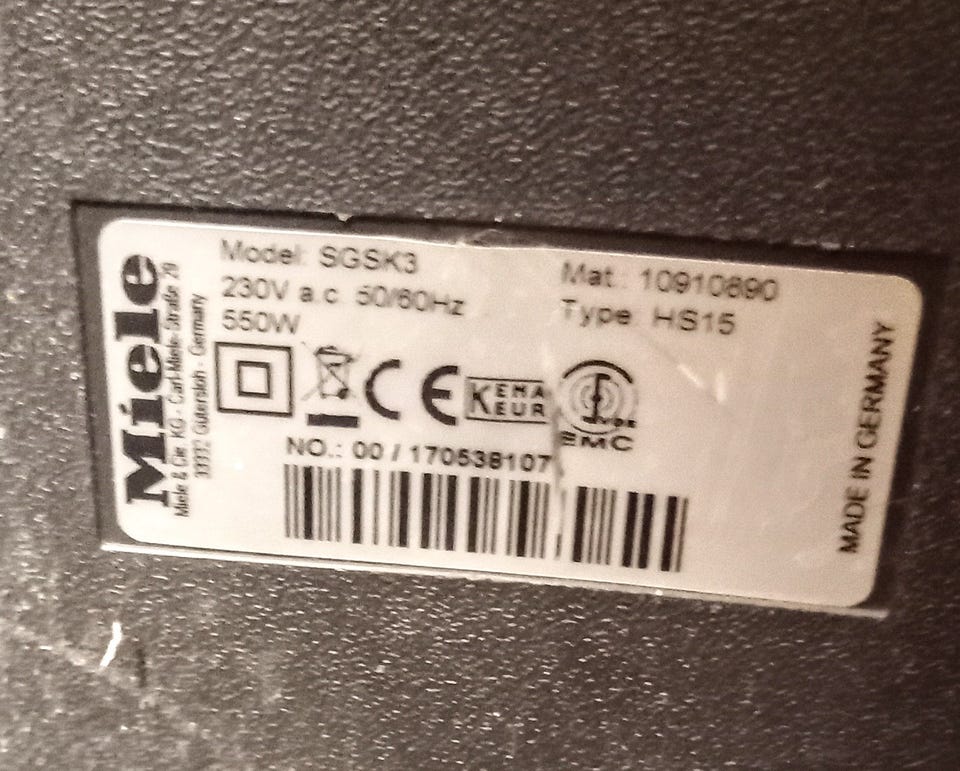 Miele
Miele & Cie. KG - Carl-Miele-Straße 29
33332 Gütersloh - Germany
Model: SGSK3
230V a.c. 50/60Hz
550W
Mat.: 10910890
Type: HS15
CE
KEMA
KEUR
VDE
EMC
NO.: 00 / 170538107
MADE IN GERMANY